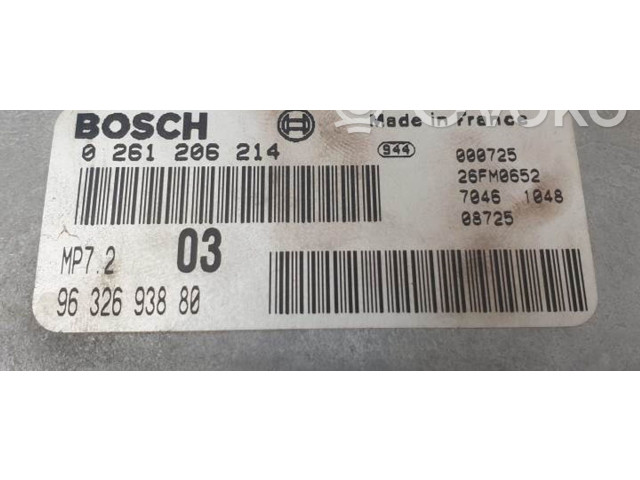 BOSCH Made in France
0 261 206 214 944 000725
26FM0652
7046 1048
08725
MP7.2 03
96 326 938 80